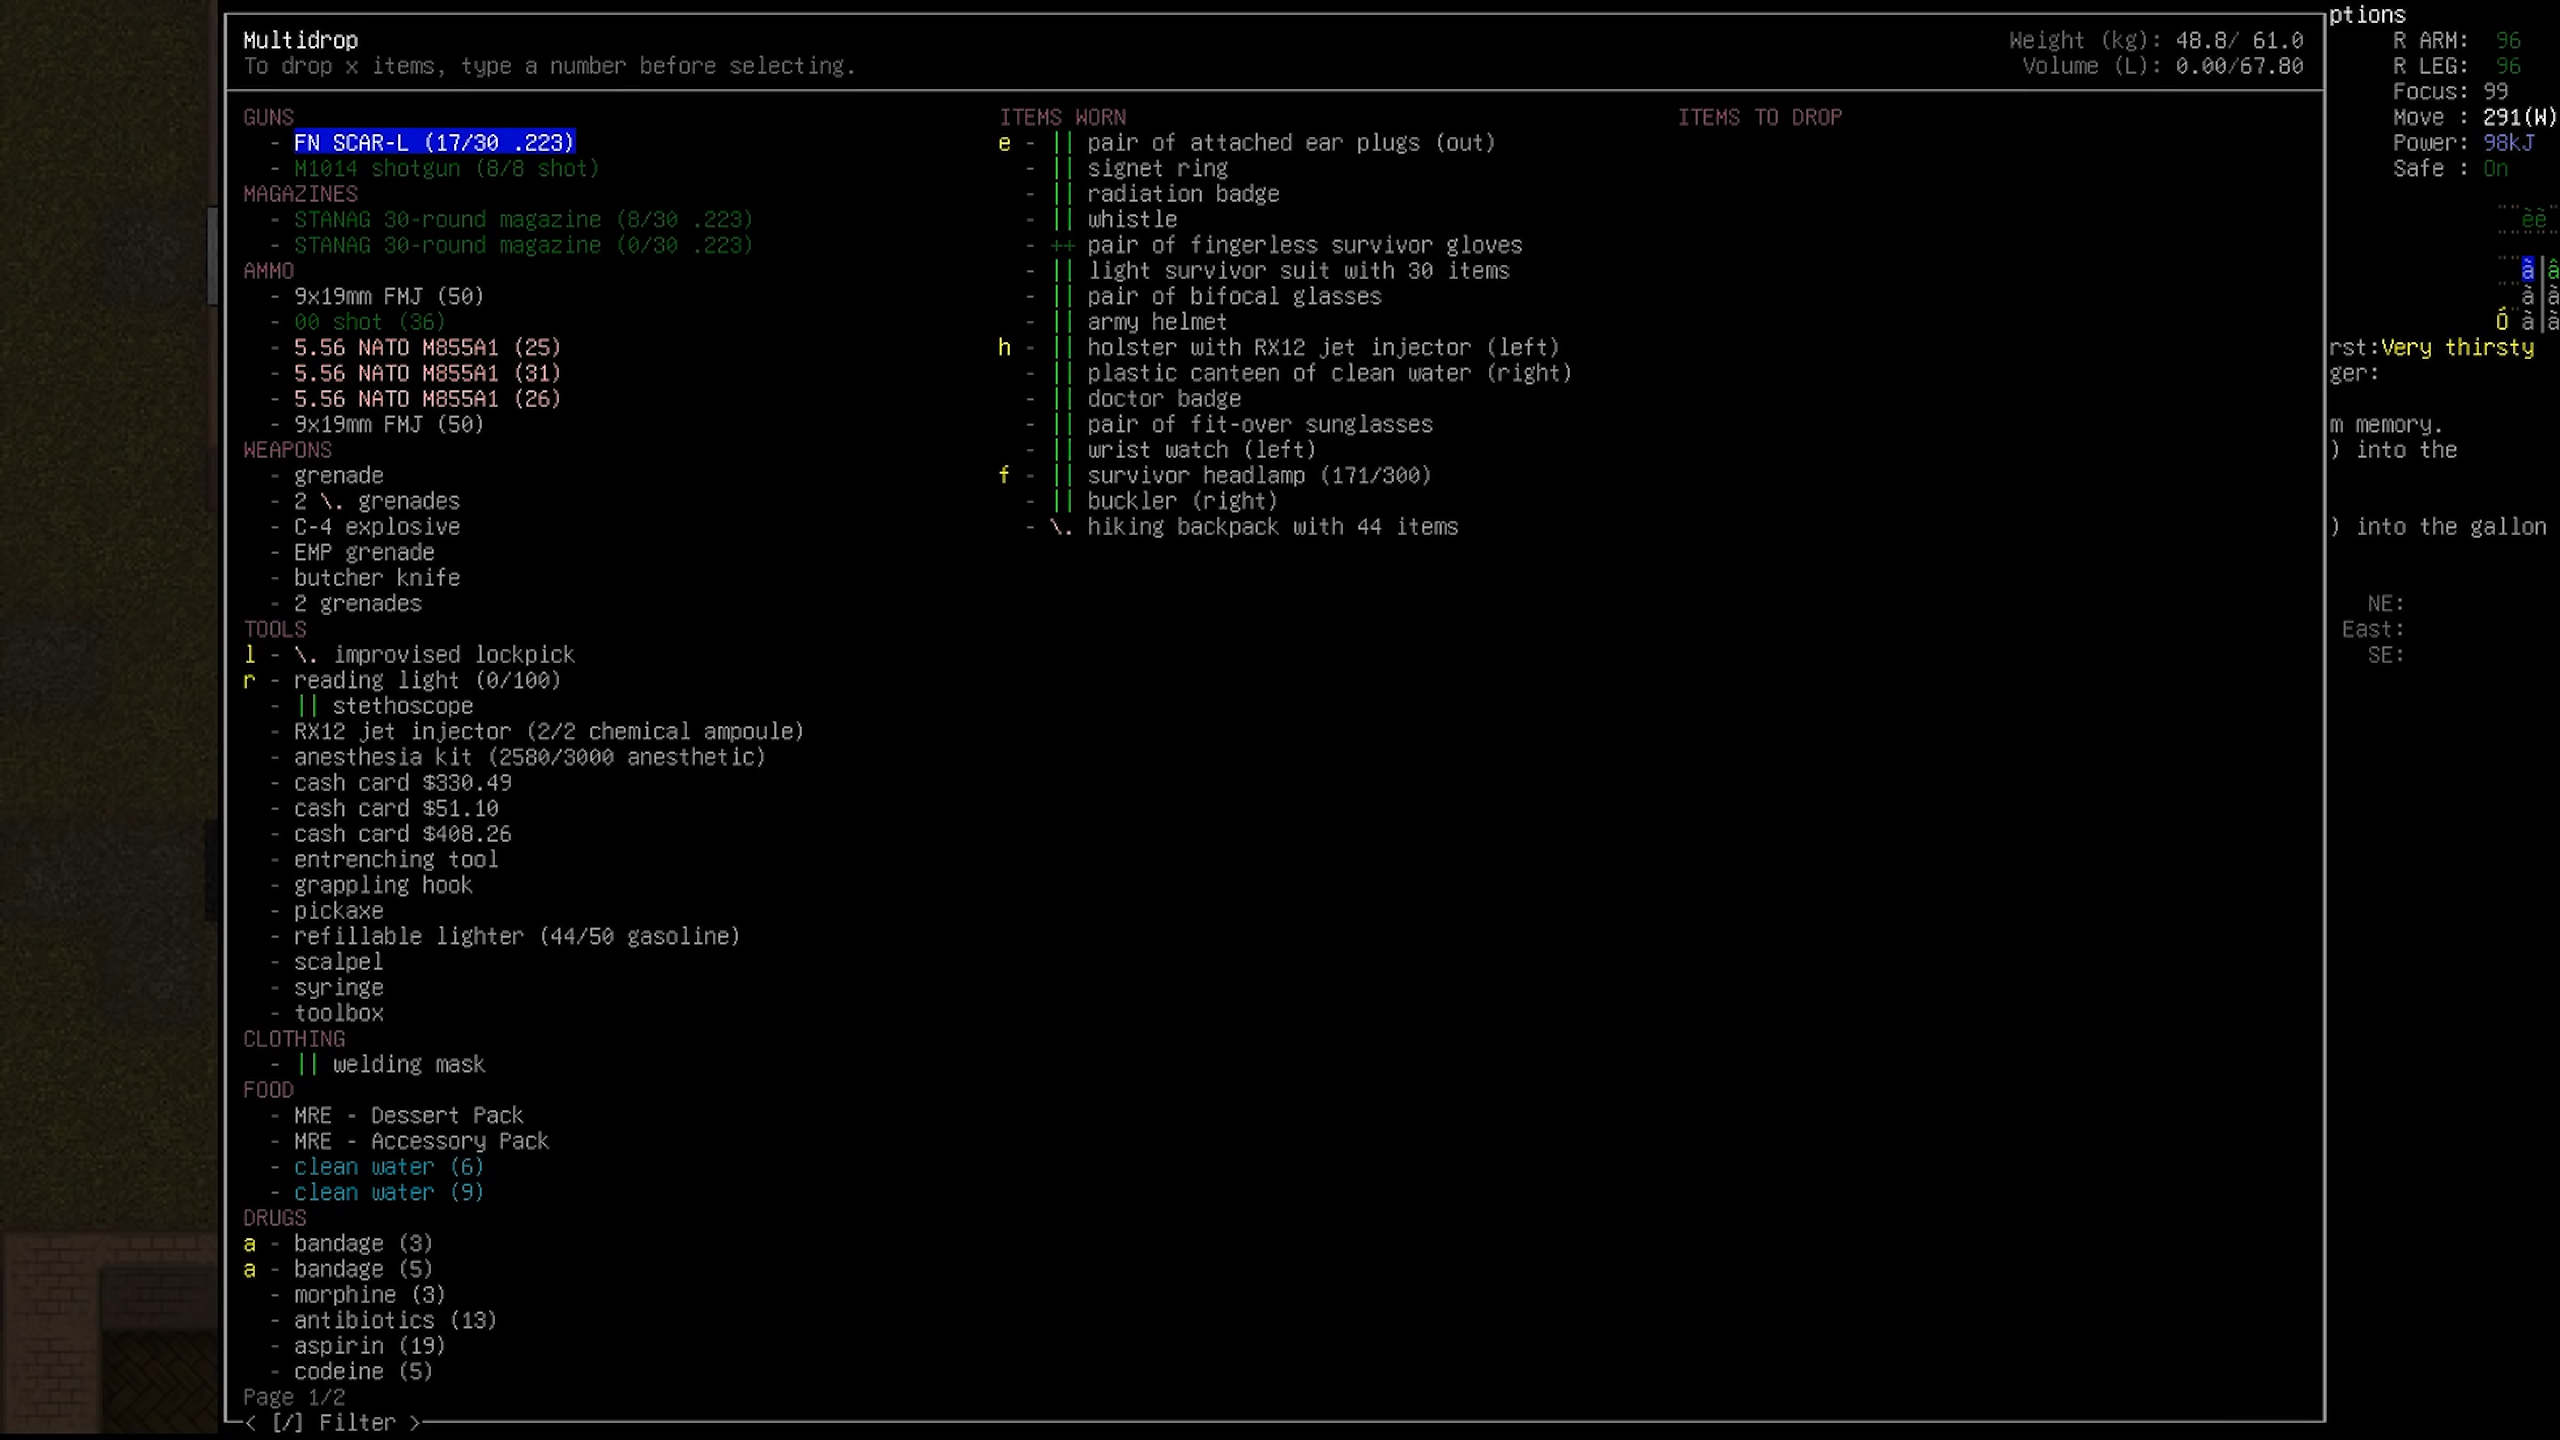 Multidrop
To drop x items, type a number before selecting.
Weight (kg): 48.8/ 61.0
Volume (L): 0.00/67.80
GUNS
- FN SCAR-L (17/30 .223)
- M1014 shotgun (8/8 shot)
MAGAZINES
- STANAG 30-round magazine (8/30 .223)
- STANAG 30-round magazine (0/30 .223)
AMMO
- 9x19mm FMJ (50)
- 00 shot (36)
- 5.56 NATO M855A1 (25)
- 5.56 NATO M855A1 (31)
- 5.56 NATO M855A1 (26)
- 9x19mm FMJ (50)
WEAPONS
- grenade
- 2 \. grenades
- C-4 explosive
- EMP grenade
- butcher knife
- 2 grenades
TOOLS
l - \. improvised lockpick
r - reading light (0/100)
- || stethoscope
- RX12 jet injector (2/2 chemical ampoule)
- anesthesia kit (2580/3000 anesthetic)
- cash card $330.49
- cash card $51.10
- cash card $408.26
- entrenching tool
- grappling hook
- pickaxe
- refillable lighter (44/50 gasoline)
- scalpel
- syringe
- toolbox
CLOTHING
- || welding mask
FOOD
- MRE - Dessert Pack
- MRE - Accessory Pack
- clean water (6)
- clean water (9)
DRUGS
a - bandage (3)
a - bandage (5)
- morphine (3)
- antibiotics (13)
- aspirin (19)
- codeine (5)
Page 1/2
< [/] Filter >
ITEMS WORN
e - || pair of attached ear plugs (out)
- || signet ring
- || radiation badge
- || whistle
- ++ pair of fingerless survivor gloves
- || light survivor suit with 30 items
- || pair of bifocal glasses
- || army helmet
h - || holster with RX12 jet injector (left)
- || plastic canteen of clean water (right)
- || doctor badge
- || pair of fit-over sunglasses
- || wrist watch (left)
f - || survivor headlamp (171/300)
- || buckler (right)
- \. hiking backpack with 44 items
ITEMS TO DROP
ptions
R ARM: 96
R LEG: 96
Focus: 99
Move : 291(W)
Power: 98kJ
Safe : On
rst:Very thirsty
ger:
m memory.
) into the
) into the gallon
NE:
East:
SE: